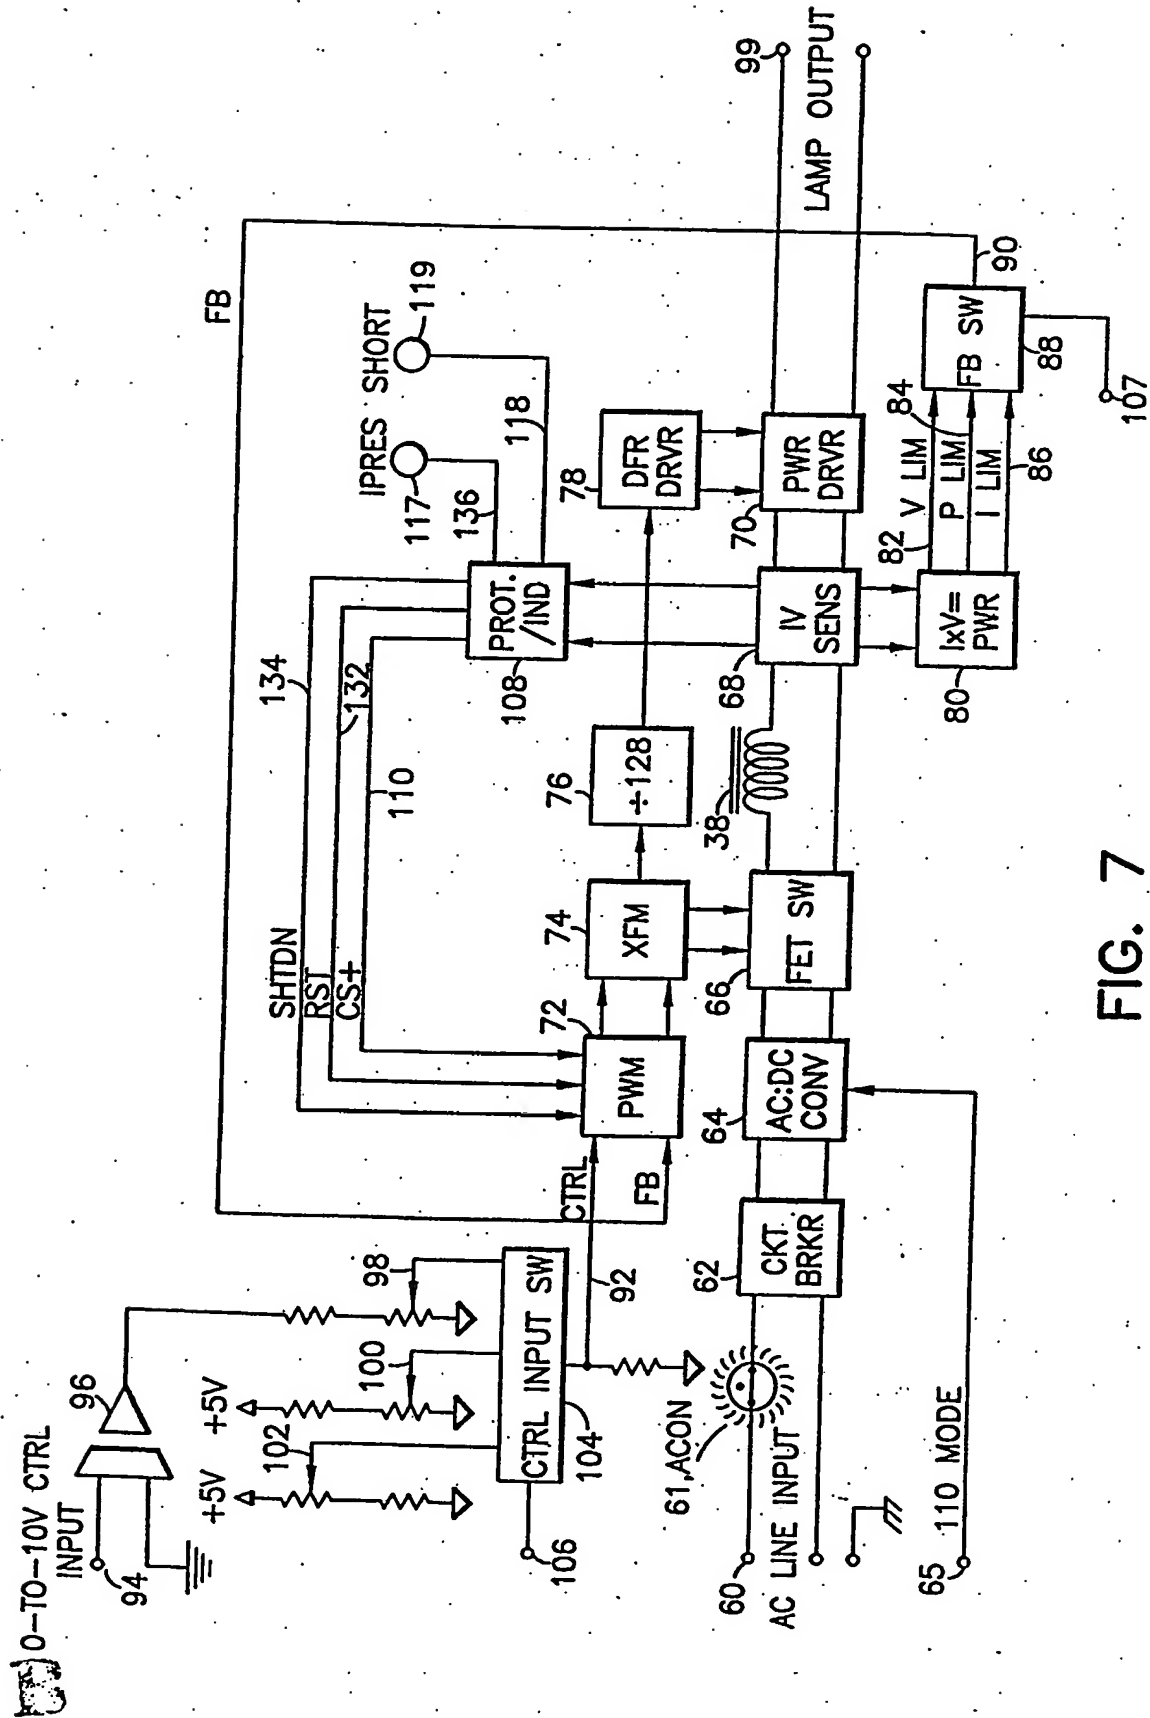 0-TO-10V CTRL
INPUT
94
96
+5V
+5V
102
100
98
CTRL INPUT SW
104
106
92
CTRL
FB
FB
SHTDN
RST
CS+
134
132
110
PWM
72
XFM
74
÷128
76
PROT.
/IND
108
IPRES SHORT
117
119
136
118
DFR
DRVR
78
60
AC LINE INPUT
61,ACON
CKT
BRKR
62
AC:DC
CONV
64
FET SW
66
38
IV
SENS
68
PWR
DRVR
70
99
LAMP OUTPUT
65
110 MODE
IxV=
PWR
80
82
V LIM
P LIM
84
I LIM
86
FB SW
88
90
107
FIG. 7